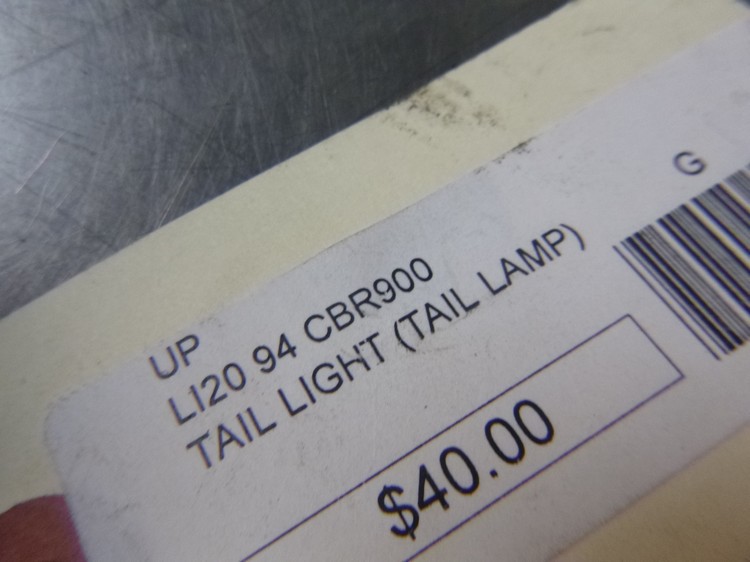 G
UP
LI20 94 CBR900
TAIL LIGHT (TAIL LAMP)
$40.00